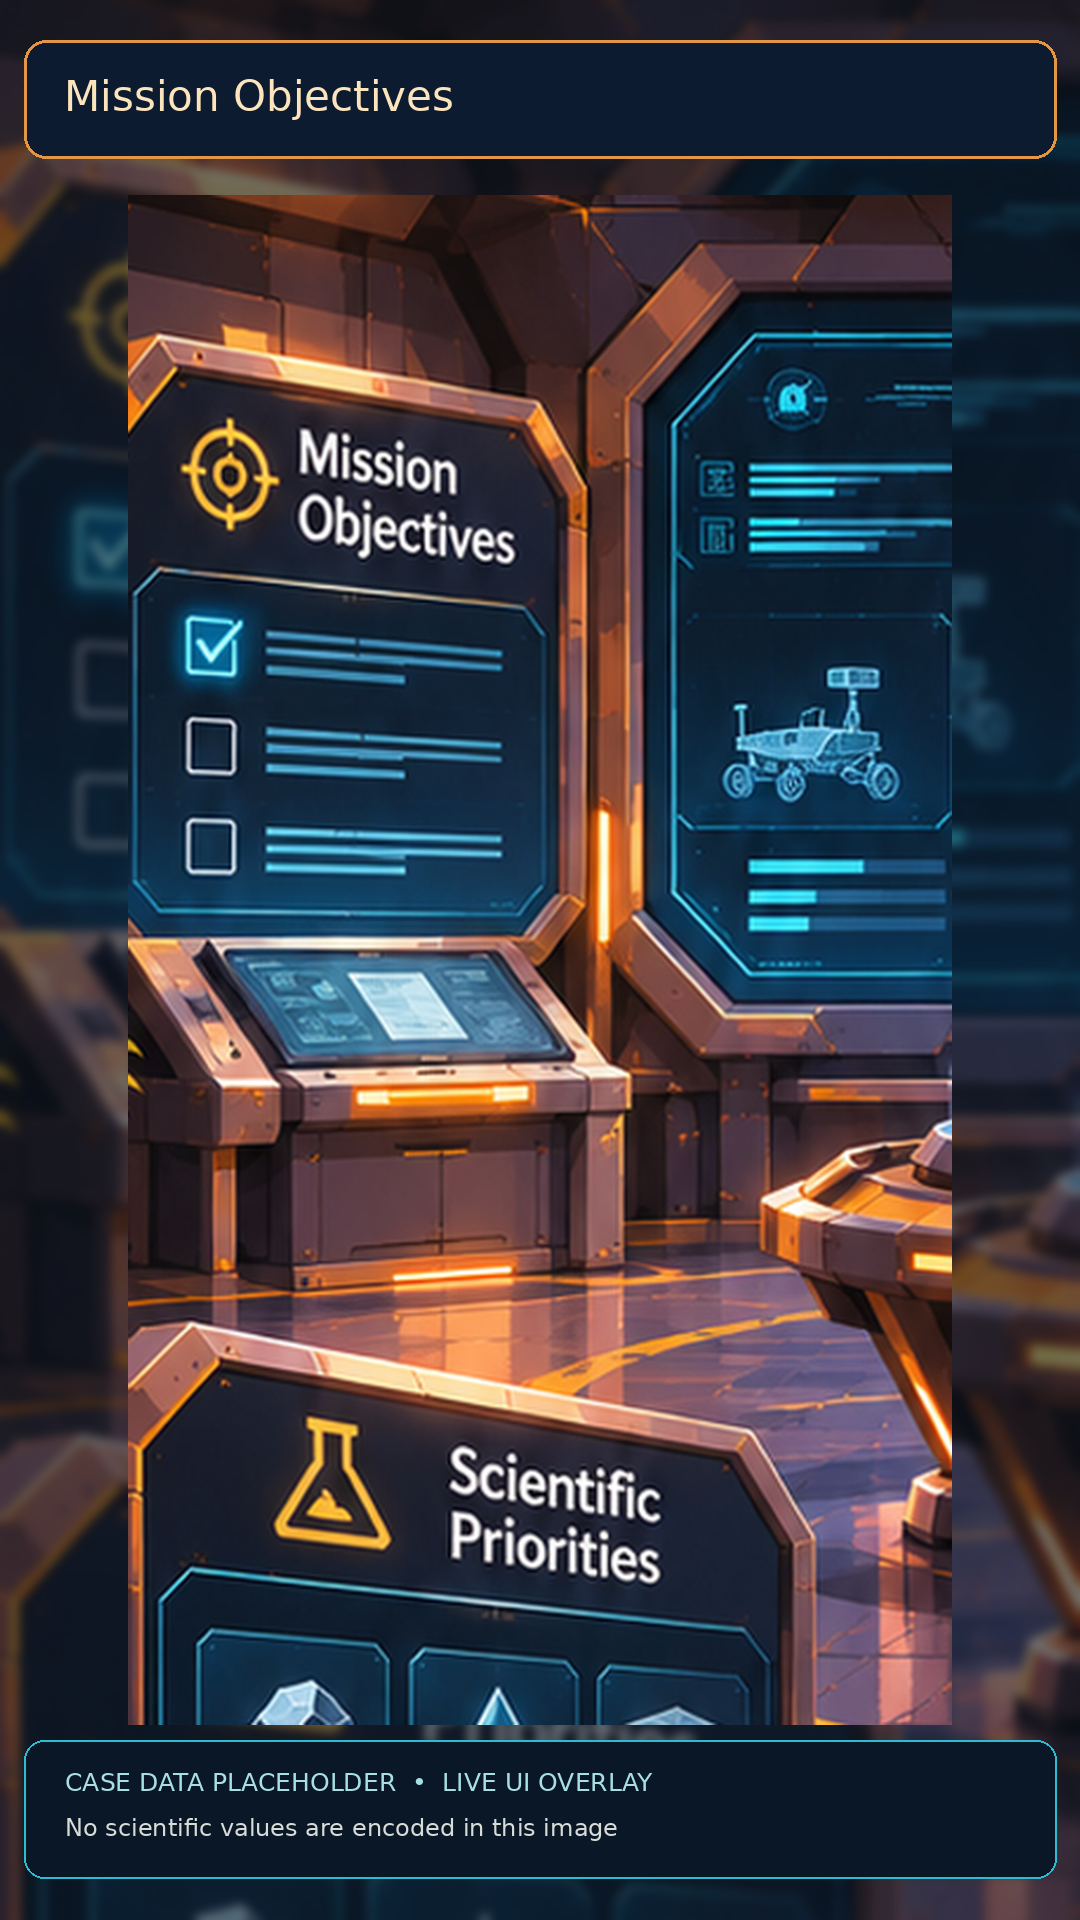 Mission Objectives
Mission
Objectives
Scientific
Priorities
CASE DATA PLACEHOLDER • LIVE UI OVERLAY
No scientific values are encoded in this image